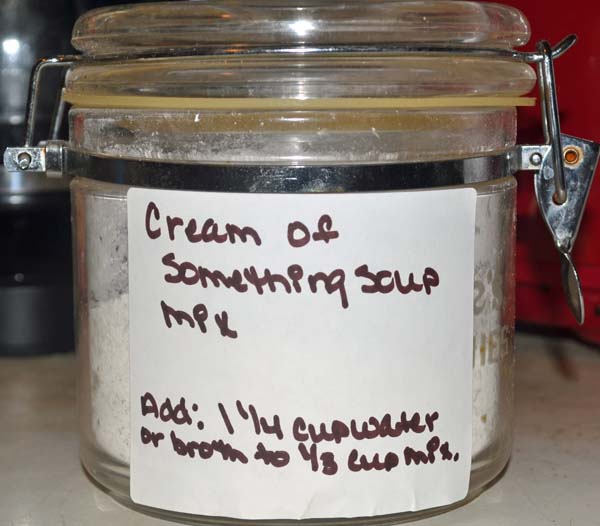 Cream of
something soup
mix
Add: 1 1/4 cup water
or broth to 1/3 cup mix.